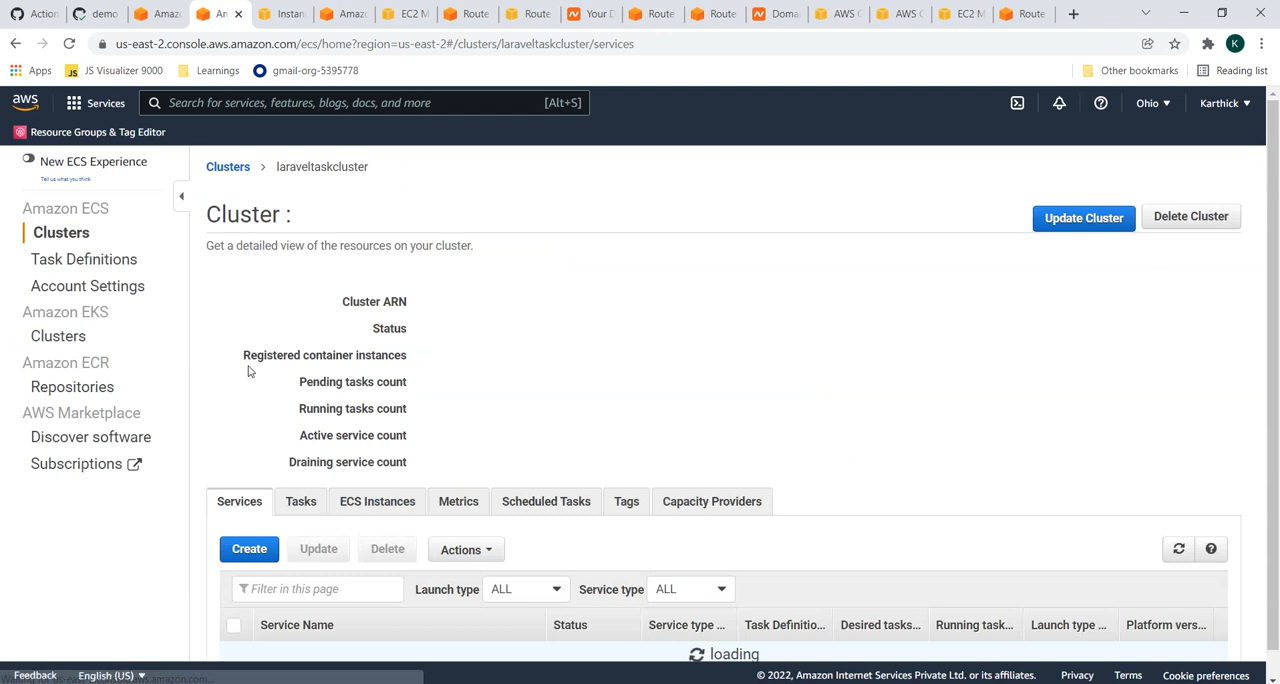 Action
demo
Amaz
An
Instan
Amaz
EC2 M
Route
Route
Your D
Route
Route
Doma
AWS C
AWS C
EC2 M
Route
us-east-2.console.aws.amazon.com/ecs/home?region=us-east-2#/clusters/laraveltaskcluster/services
K
Apps
JS Visualizer 9000
Learnings
gmail-org-5395778
Other bookmarks
Reading list
aws
Services
Search for services, features, blogs, docs, and more
[Alt+S]
Ohio
Karthick
Resource Groups & Tag Editor
New ECS Experience
Tell us what you think
Amazon ECS
Clusters
Task Definitions
Account Settings
Amazon EKS
Clusters
Amazon ECR
Repositories
AWS Marketplace
Discover software
Subscriptions
Clusters > laraveltaskcluster
Cluster :
Update Cluster
Delete Cluster
Get a detailed view of the resources on your cluster.
Cluster ARN
Status
Registered container instances
Pending tasks count
Running tasks count
Active service count
Draining service count
Services
Tasks
ECS Instances
Metrics
Scheduled Tasks
Tags
Capacity Providers
Create
Update
Delete
Actions
Filter in this page
Launch type
ALL
Service type
ALL
Service Name
Status
Service type ...
Task Definitio...
Desired tasks...
Running task...
Launch type ...
Platform vers...
loading
Feedback
English (US)
© 2022, Amazon Internet Services Private Ltd. or its affiliates.
Privacy
Terms
Cookie preferences